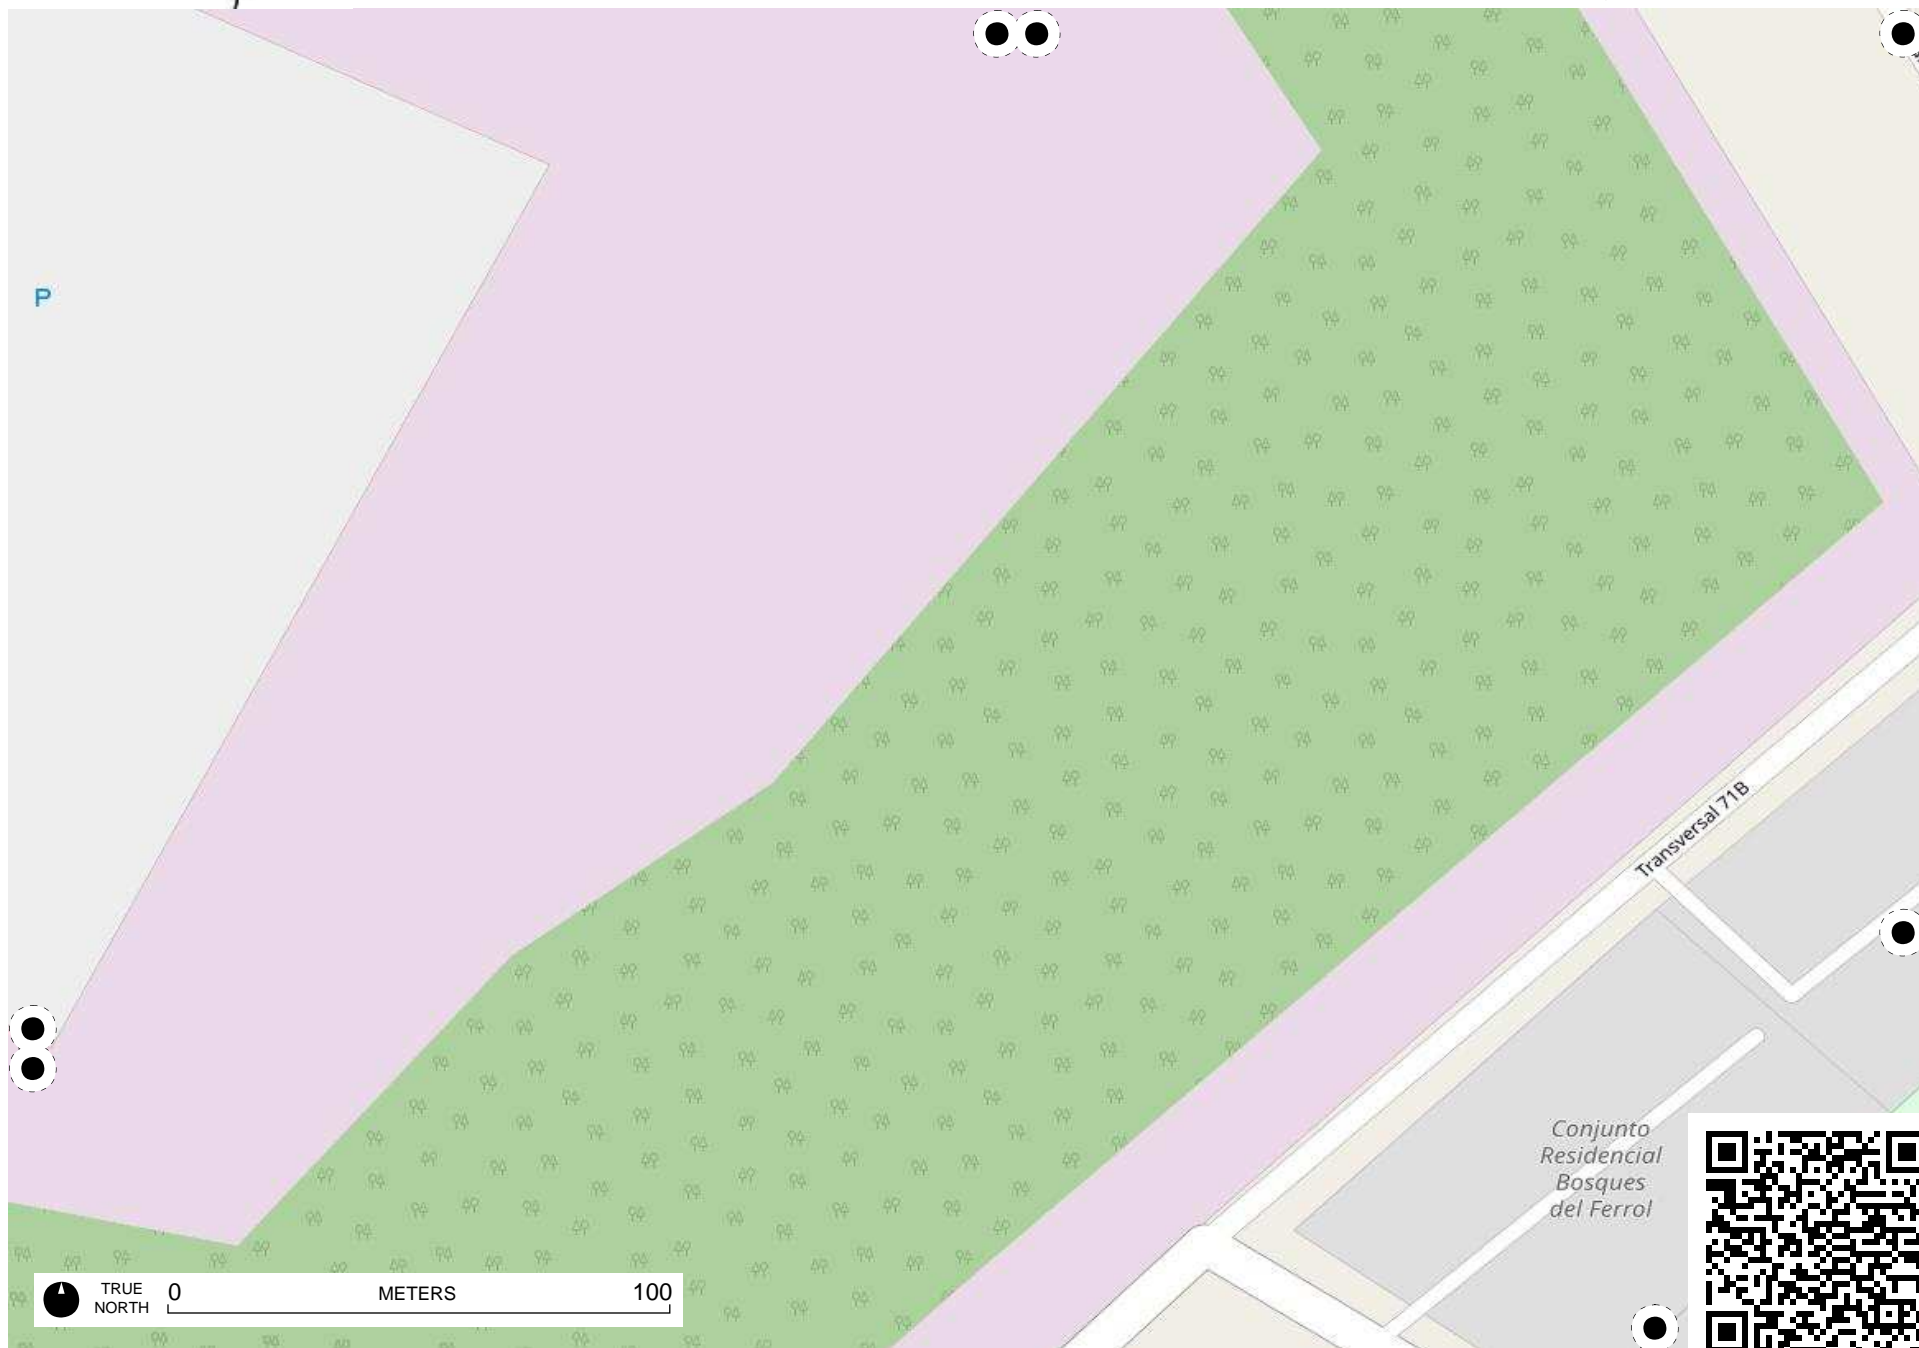 P
Transversal 71B
Conjunto
Residencial
Bosques
del Ferrol
TRUE
NORTH
0
METERS
100